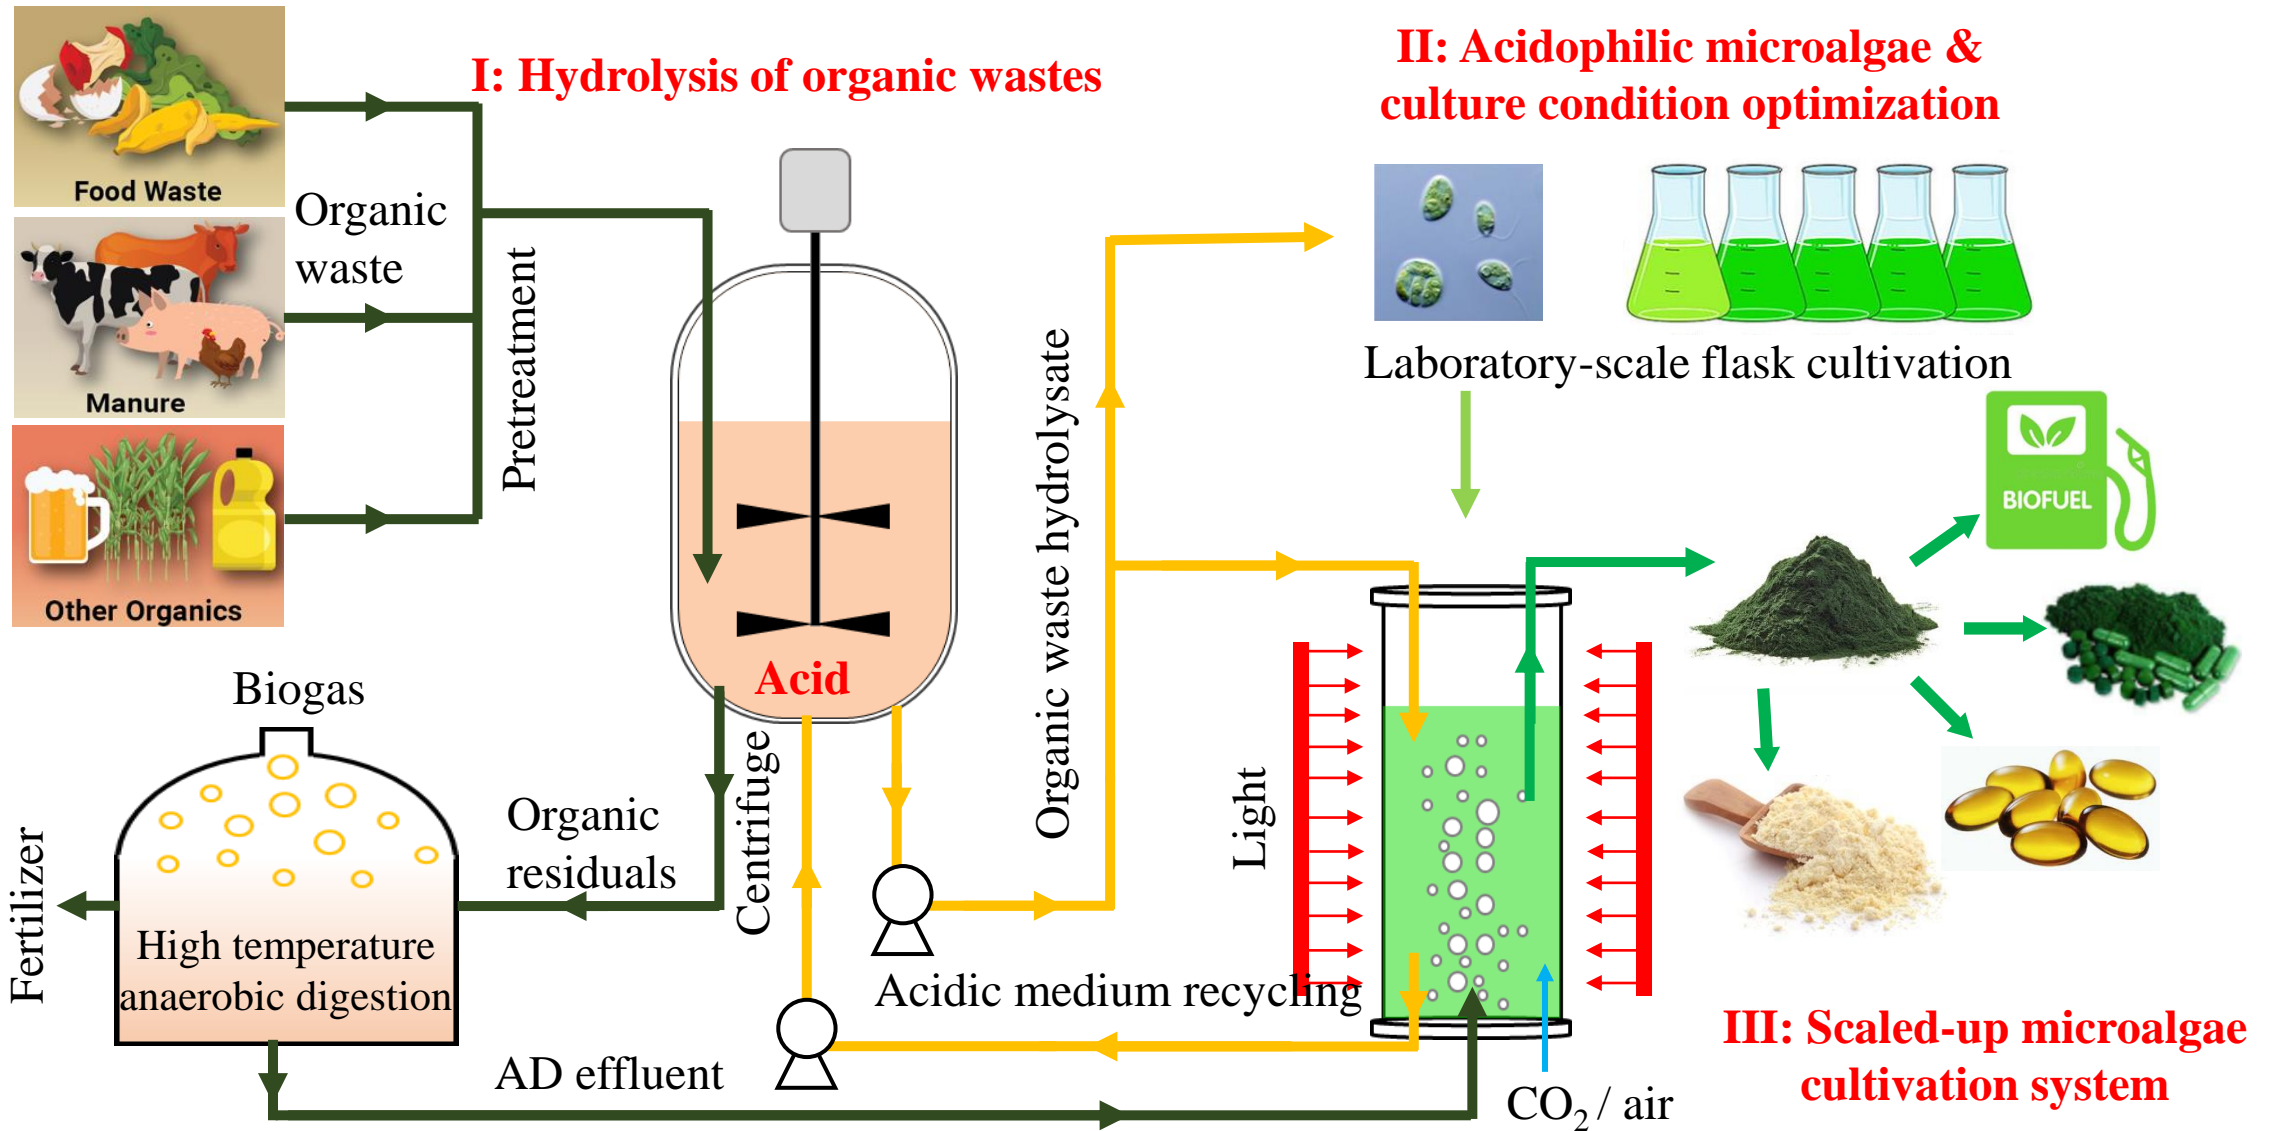 I: Hydrolysis of organic wastes
II: Acidophilic microalgae &
culture condition optimization
Food Waste
Organic
waste
Manure
Pretreatment
Other Organics
Acid
Organic waste hydrolysate
Laboratory-scale flask cultivation
BIOFUEL
Biogas
Organic
residuals
Centrifuge
Light
Fertilizer
High temperature
anaerobic digestion
Acidic medium recycling
AD effluent
CO₂ / air
III: Scaled-up microalgae
cultivation system